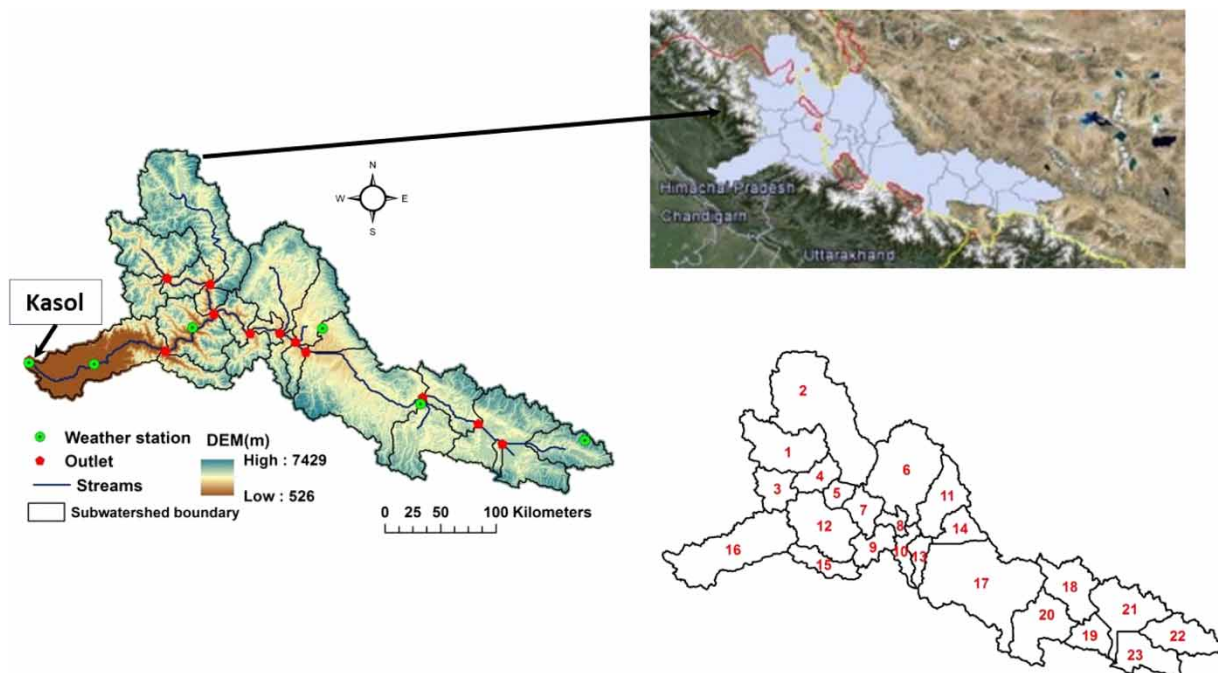 Himachal Pradesh
Chandigarh
Uttarakhand
N
W E
S
Kasol
Weather station
Outlet
Streams
Subwatershed boundary
DEM(m)
High : 7429
Low : 526
0 25 50 100 Kilometers
2
1
6
4
3
5
11
7
8
14
12
16
9
10
13
15
17
18
21
20
19
22
23